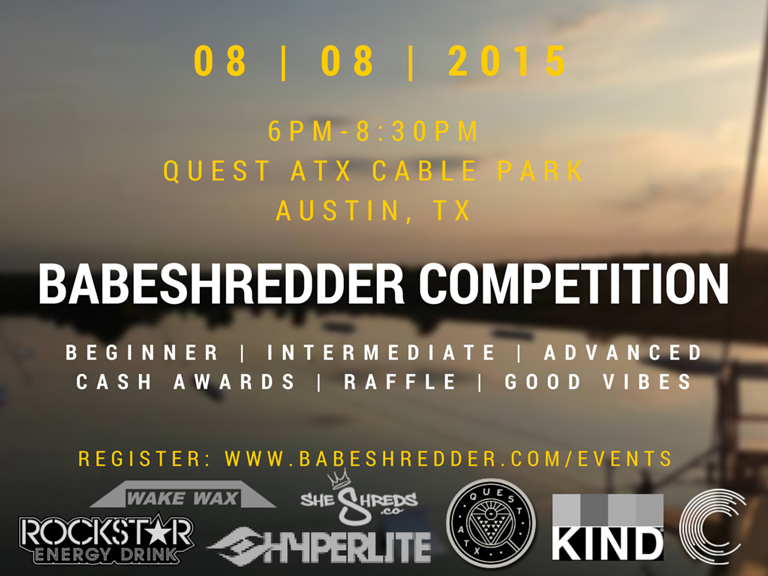 08 | 08 | 2015
6PM-8:30PM
QUEST ATX CABLE PARK
AUSTIN, TX
BABESHREDDER COMPETITION
BEGINNER | INTERMEDIATE | ADVANCED
CASH AWARDS | RAFFLE | GOOD VIBES
REGISTER: WWW.BABESHREDDER.COM/EVENTS
WAKE WAX
SHE SHREDS
.CO
QUEST
ATX
ROCKSTAR
ENERGY DRINK
HYPERLITE
KIND